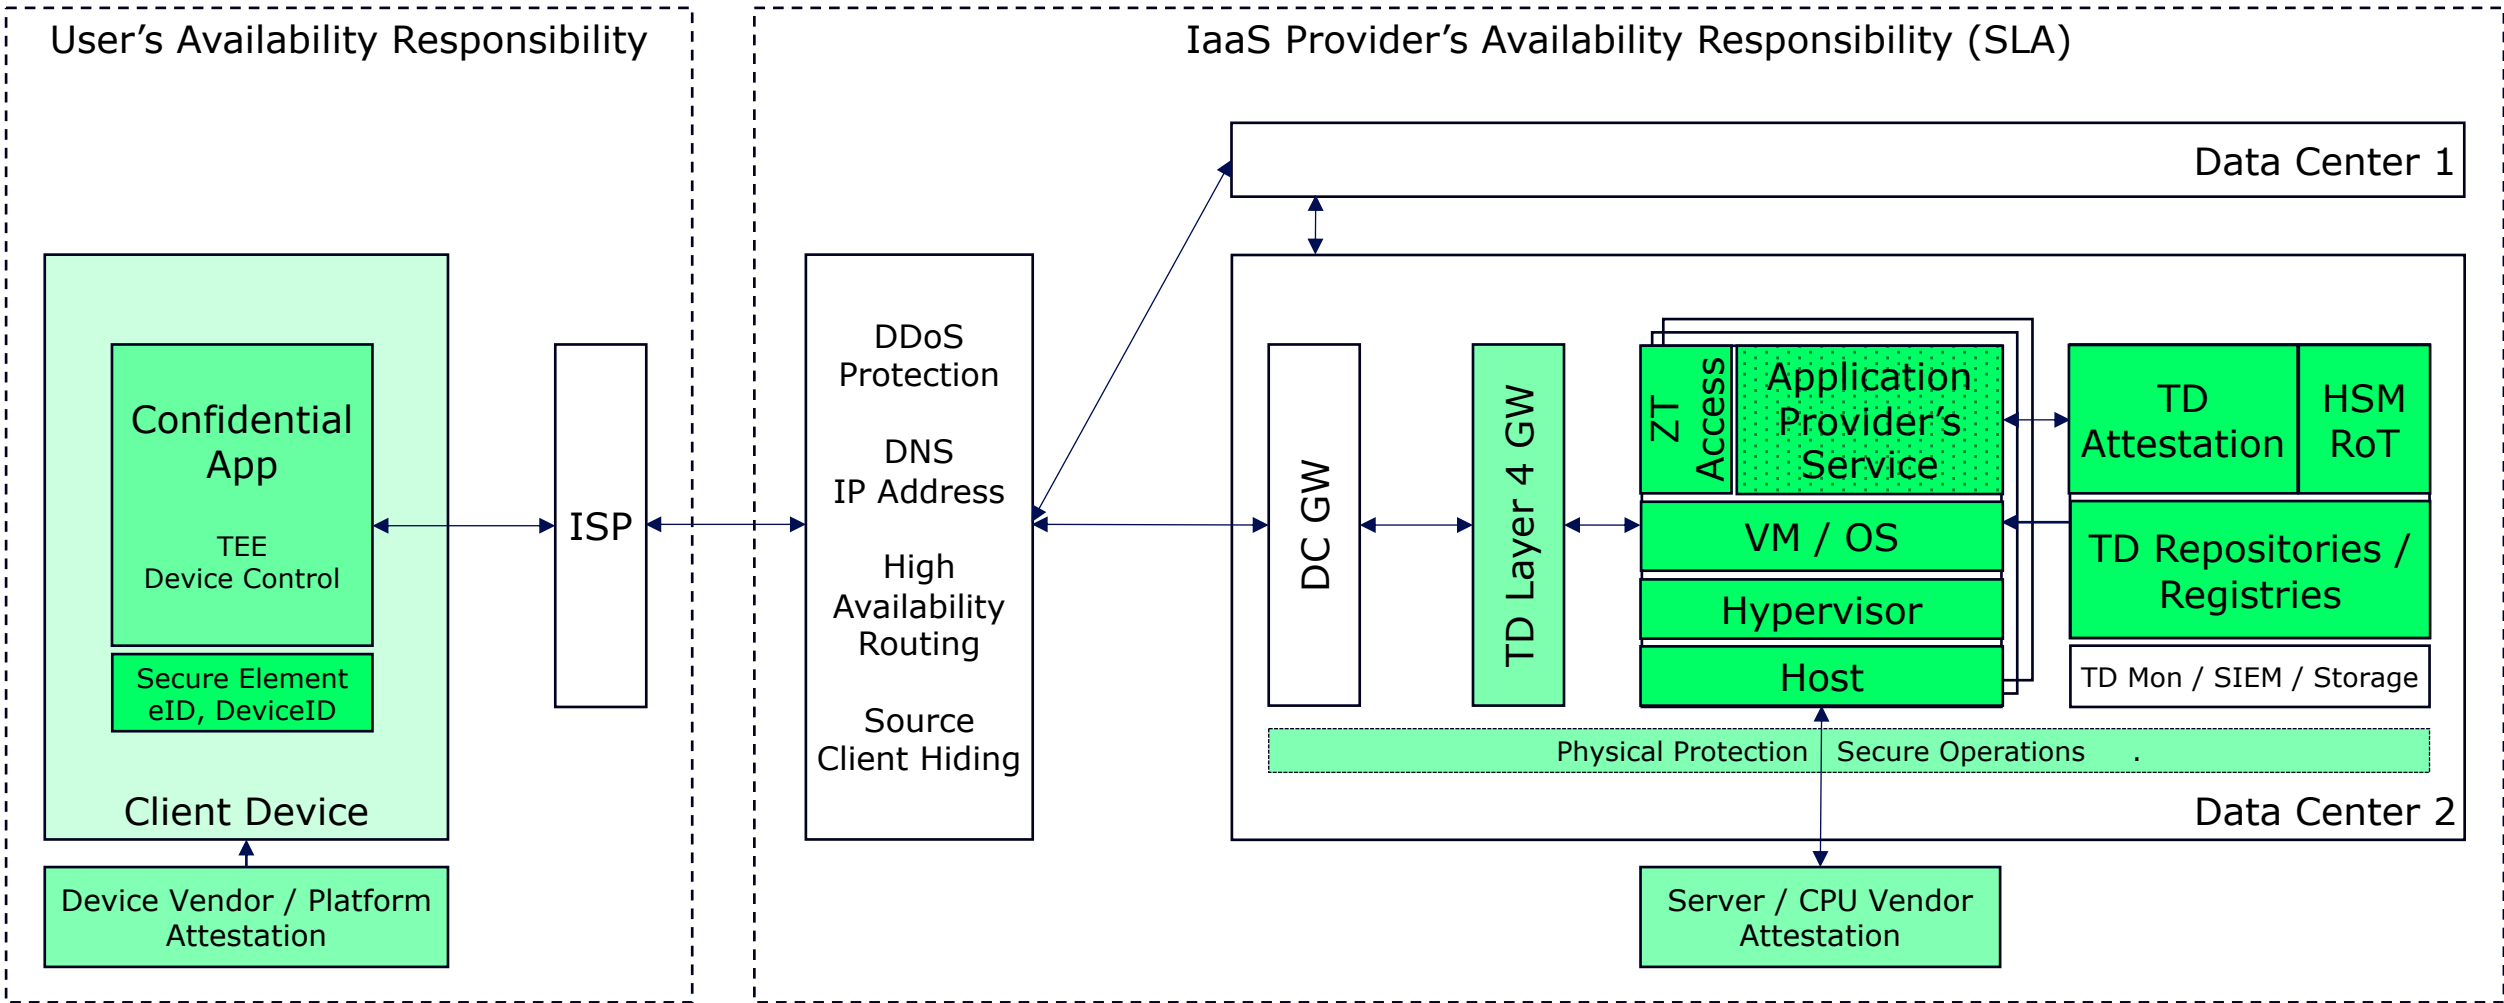 User’s Availability Responsibility
IaaS Provider’s Availability Responsibility (SLA)
Data Center 1
Confidential
App
TEE
Device Control
Secure Element
eID, DeviceID
Client Device
Device Vendor / Platform
Attestation
ISP
DDoS
Protection
DNS
IP Address
High
Availability
Routing
Source
Client Hiding
DC GW
TD Layer 4 GW
ZT
Access
Application
Provider’s
Service
VM / OS
Hypervisor
Host
TD
Attestation
HSM
RoT
TD Repositories /
Registries
TD Mon / SIEM / Storage
Physical Protection Secure Operations .
Data Center 2
Server / CPU Vendor
Attestation